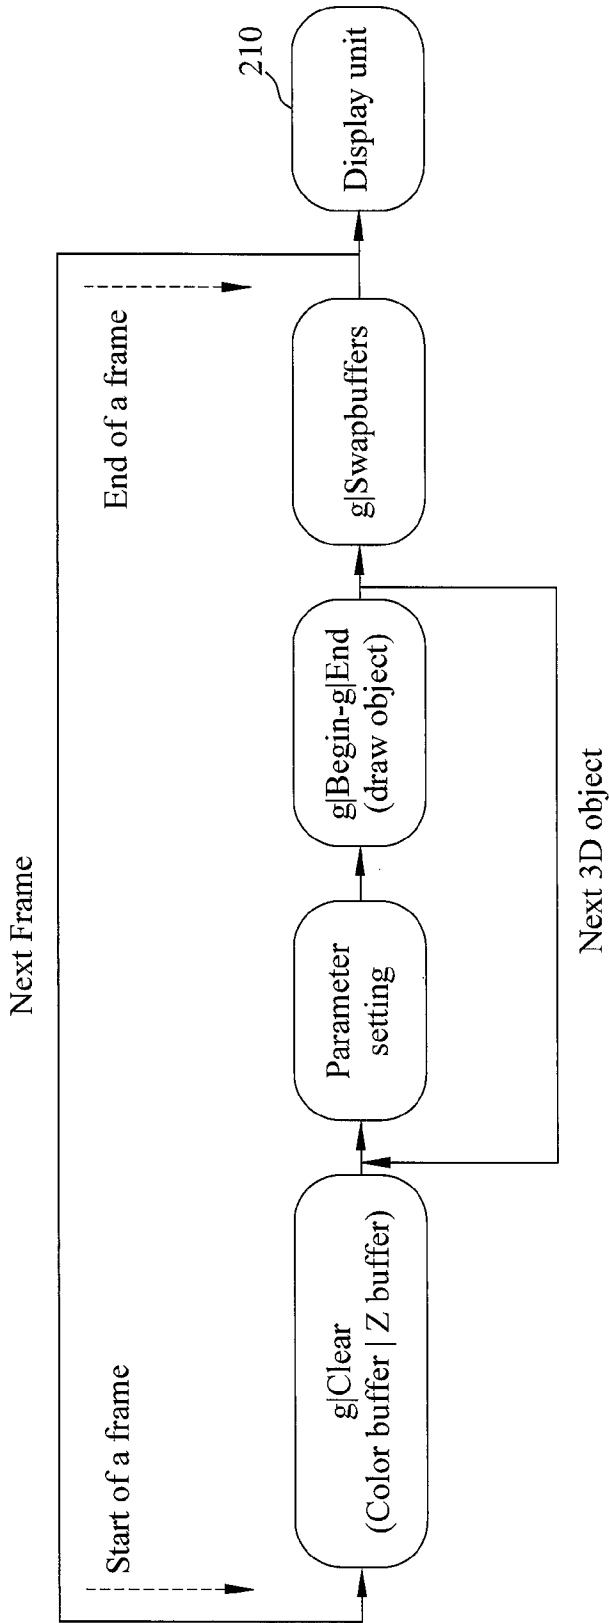 Next Frame
Start of a frame
End of a frame
210
g|Clear
(Color buffer | Z buffer)
Parameter
setting
g|Begin-g|End
(draw object)
g|Swapbuffers
Display unit
Next 3D object